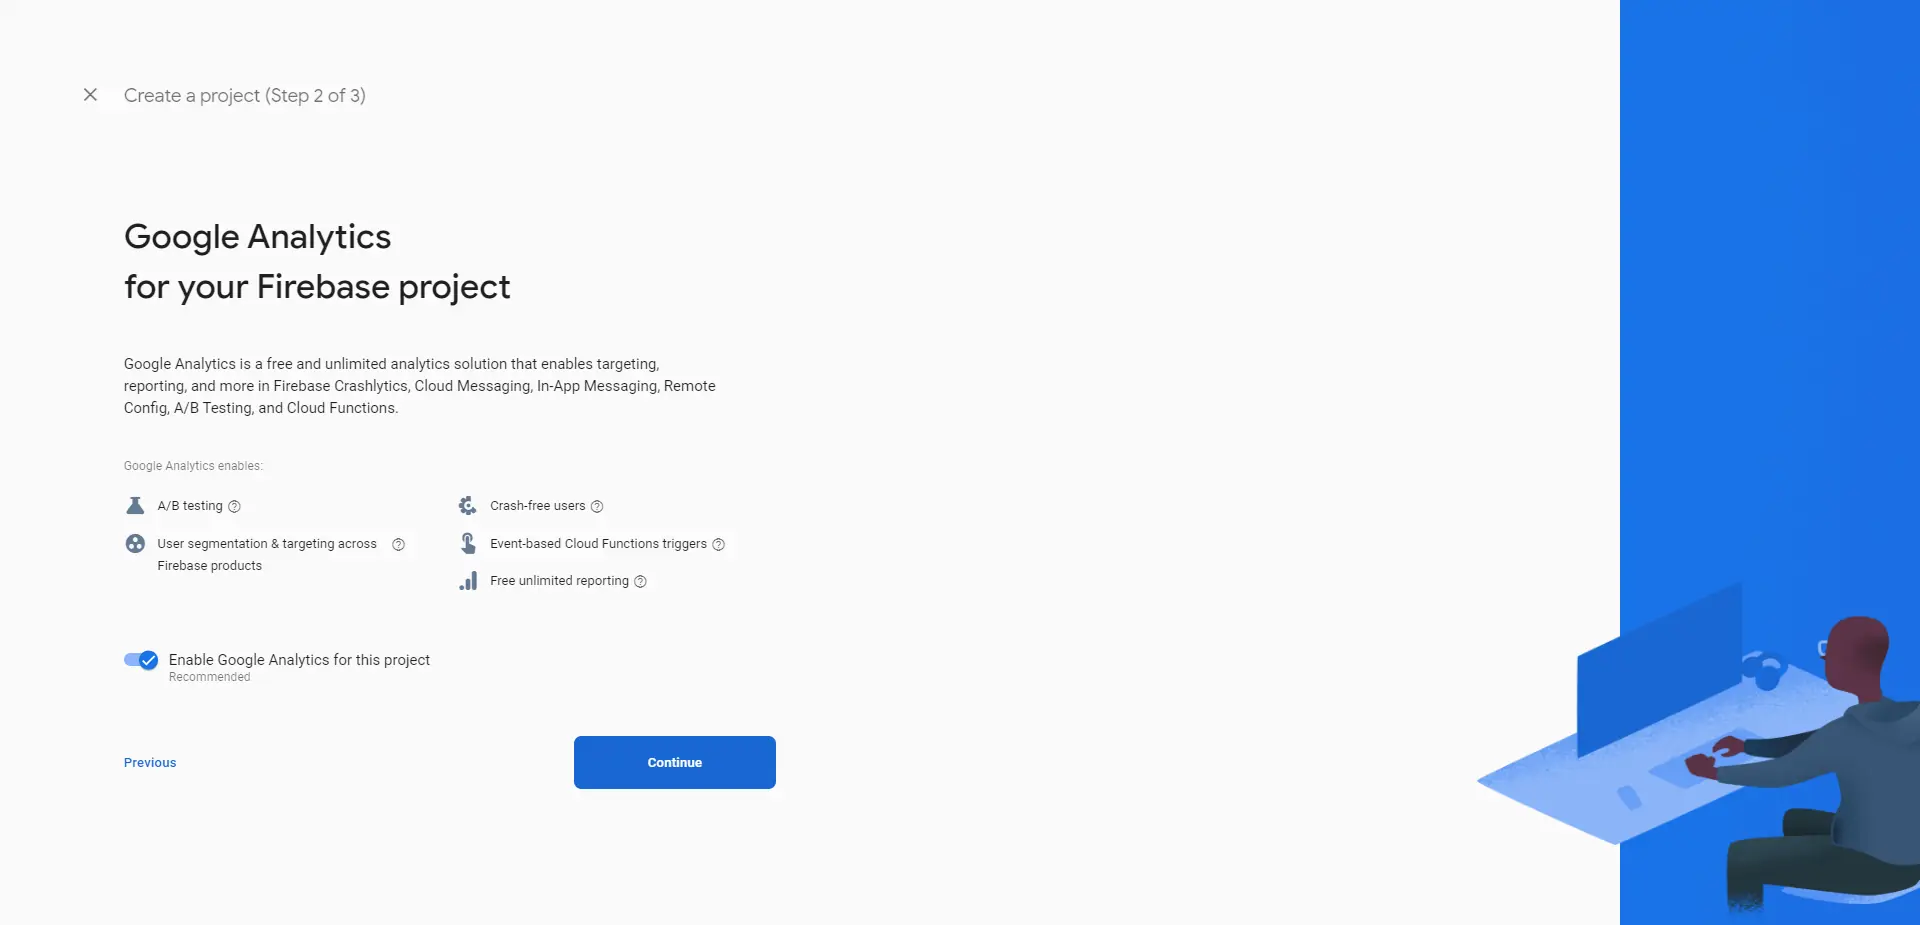 Create a project (Step 2 of 3)
Google Analytics
for your Firebase project
Google Analytics is a free and unlimited analytics solution that enables targeting,
reporting, and more in Firebase Crashlytics, Cloud Messaging, In-App Messaging, Remote
Config, A/B Testing, and Cloud Functions.
Google Analytics enables:
A/B testing
User segmentation & targeting across
Firebase products
Crash-free users
Event-based Cloud Functions triggers
Free unlimited reporting
Enable Google Analytics for this project
Recommended
Previous
Continue